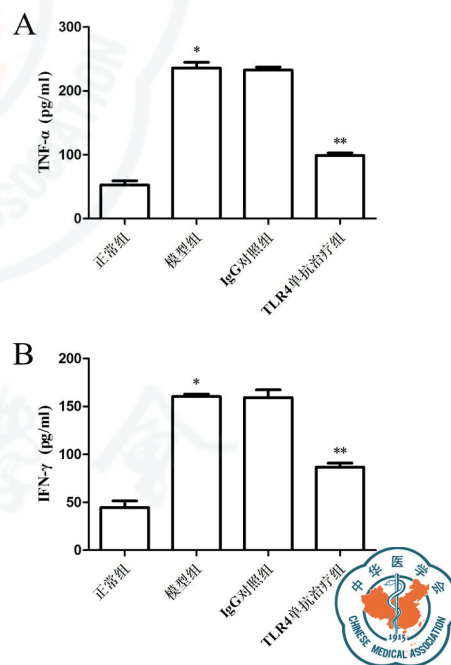 A
300
200
100
0
TNF-α (pg/ml)
*
**
正常组
模型组
IgG对照组
TLR4单抗治疗组
B
200
150
100
50
0
IFN-γ (pg/ml)
*
**
正常组
模型组
IgG对照组
TLR4单抗治疗组
中华医学会
1915
CHINESE MEDICAL ASSOCIATION
ASSOCIATION
学会